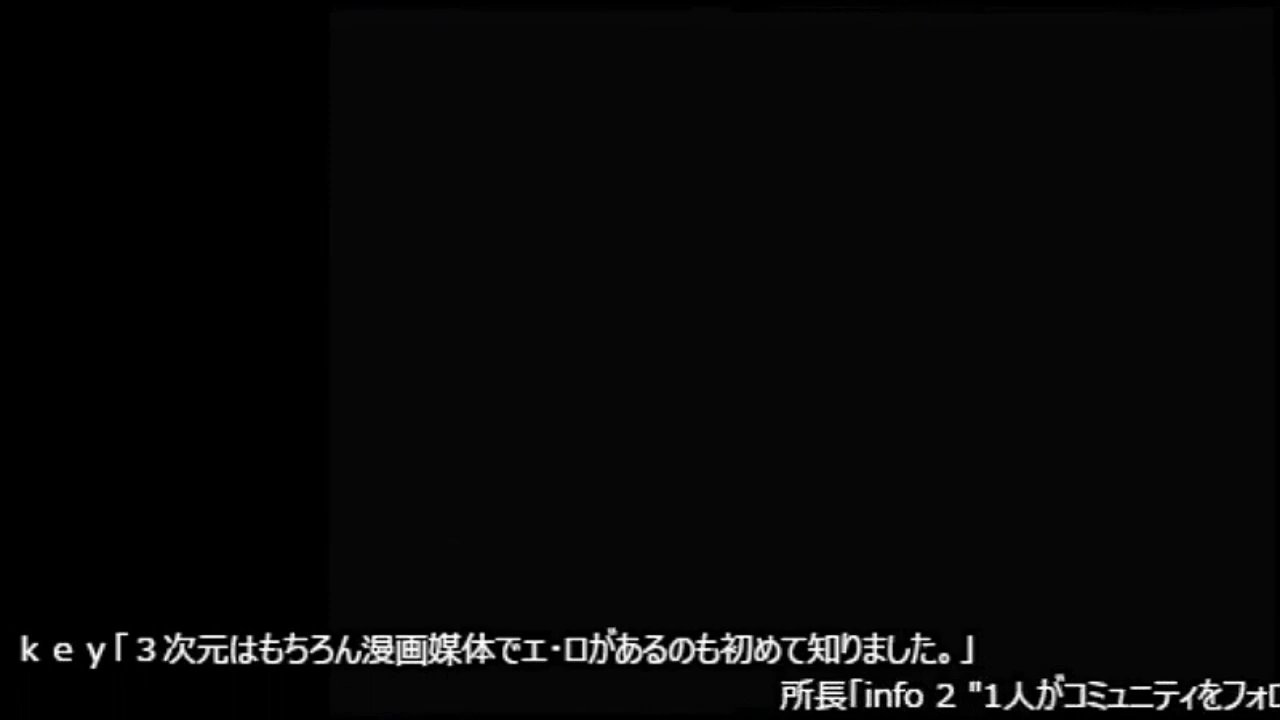 ｋｅｙ「３次元はもちろん漫画媒体でエ・ロがあるのも初めて知りました。」
所長「info 2 "1人がコミュニティをフォロ